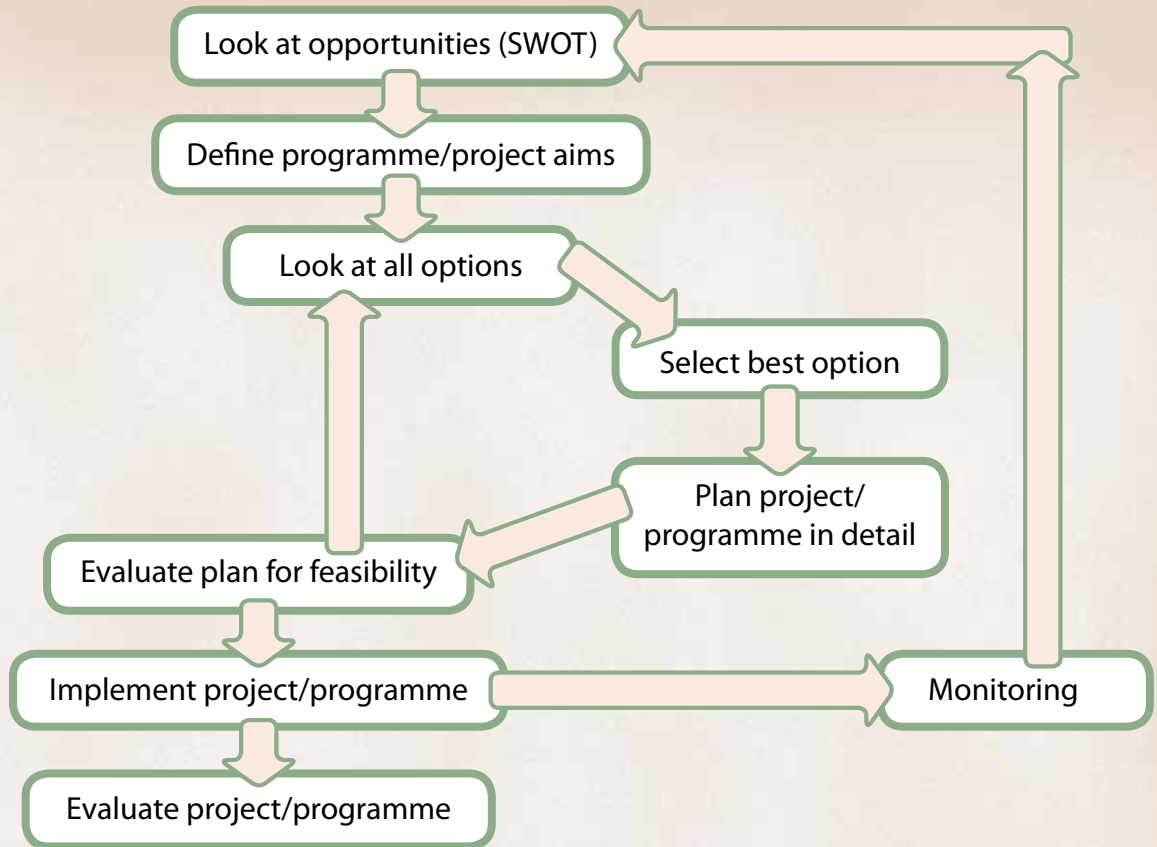 Look at opportunities (SWOT)
Define programme/project aims
Look at all options
Select best option
Plan project/
programme in detail
Evaluate plan for feasibility
Implement project/programme
Monitoring
Evaluate project/programme